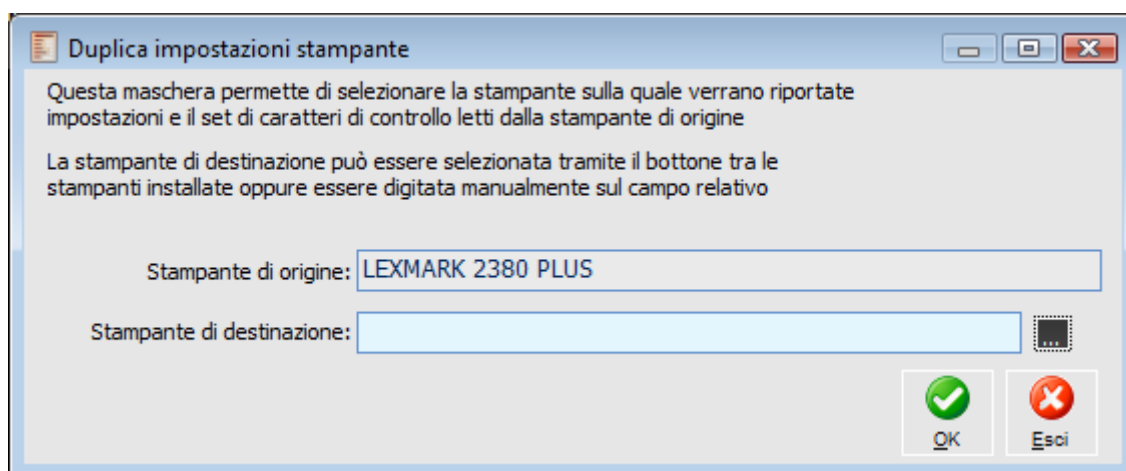 Duplica impostazioni stampante
Questa maschera permette di selezionare la stampante sulla quale verrano riportate
impostazioni e il set di caratteri di controllo letti dalla stampante di origine
La stampante di destinazione può essere selezionata tramite il bottone tra le
stampanti installate oppure essere digitata manualmente sul campo relativo
Stampante di origine: LEXMARK 2380 PLUS
Stampante di destinazione: ...
OK Esci